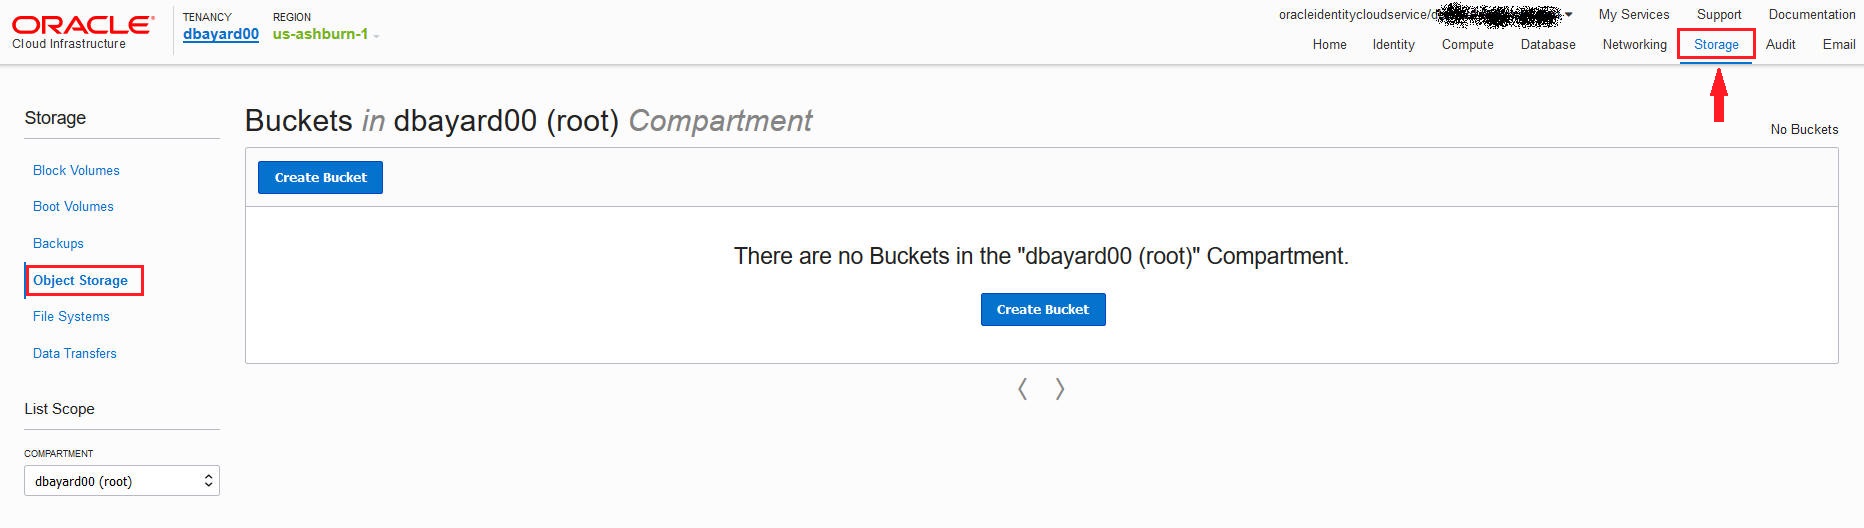 ORACLE
Cloud Infrastructure
TENANCY
dbayard00
REGION
us-ashburn-1
oracleidentitycloudservice/
My Services
Support
Documentation
Home
Identity
Compute
Database
Networking
Storage
Audit
Email
Storage
Block Volumes
Boot Volumes
Backups
Object Storage
File Systems
Data Transfers
List Scope
COMPARTMENT
dbayard00 (root)
Buckets in dbayard00 (root) Compartment
No Buckets
Create Bucket
There are no Buckets in the "dbayard00 (root)" Compartment.
Create Bucket